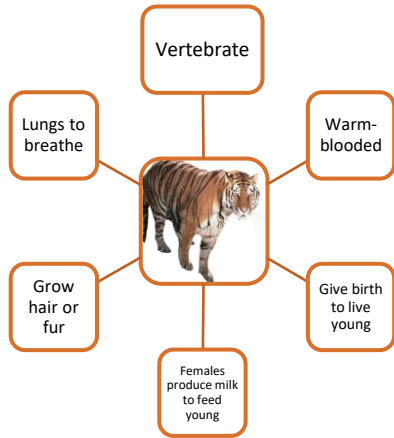 Vertebrate
Lungs to
breathe
Warm-
blooded
Grow
hair or
fur
Give birth
to live
young
Females
produce milk
to feed
young